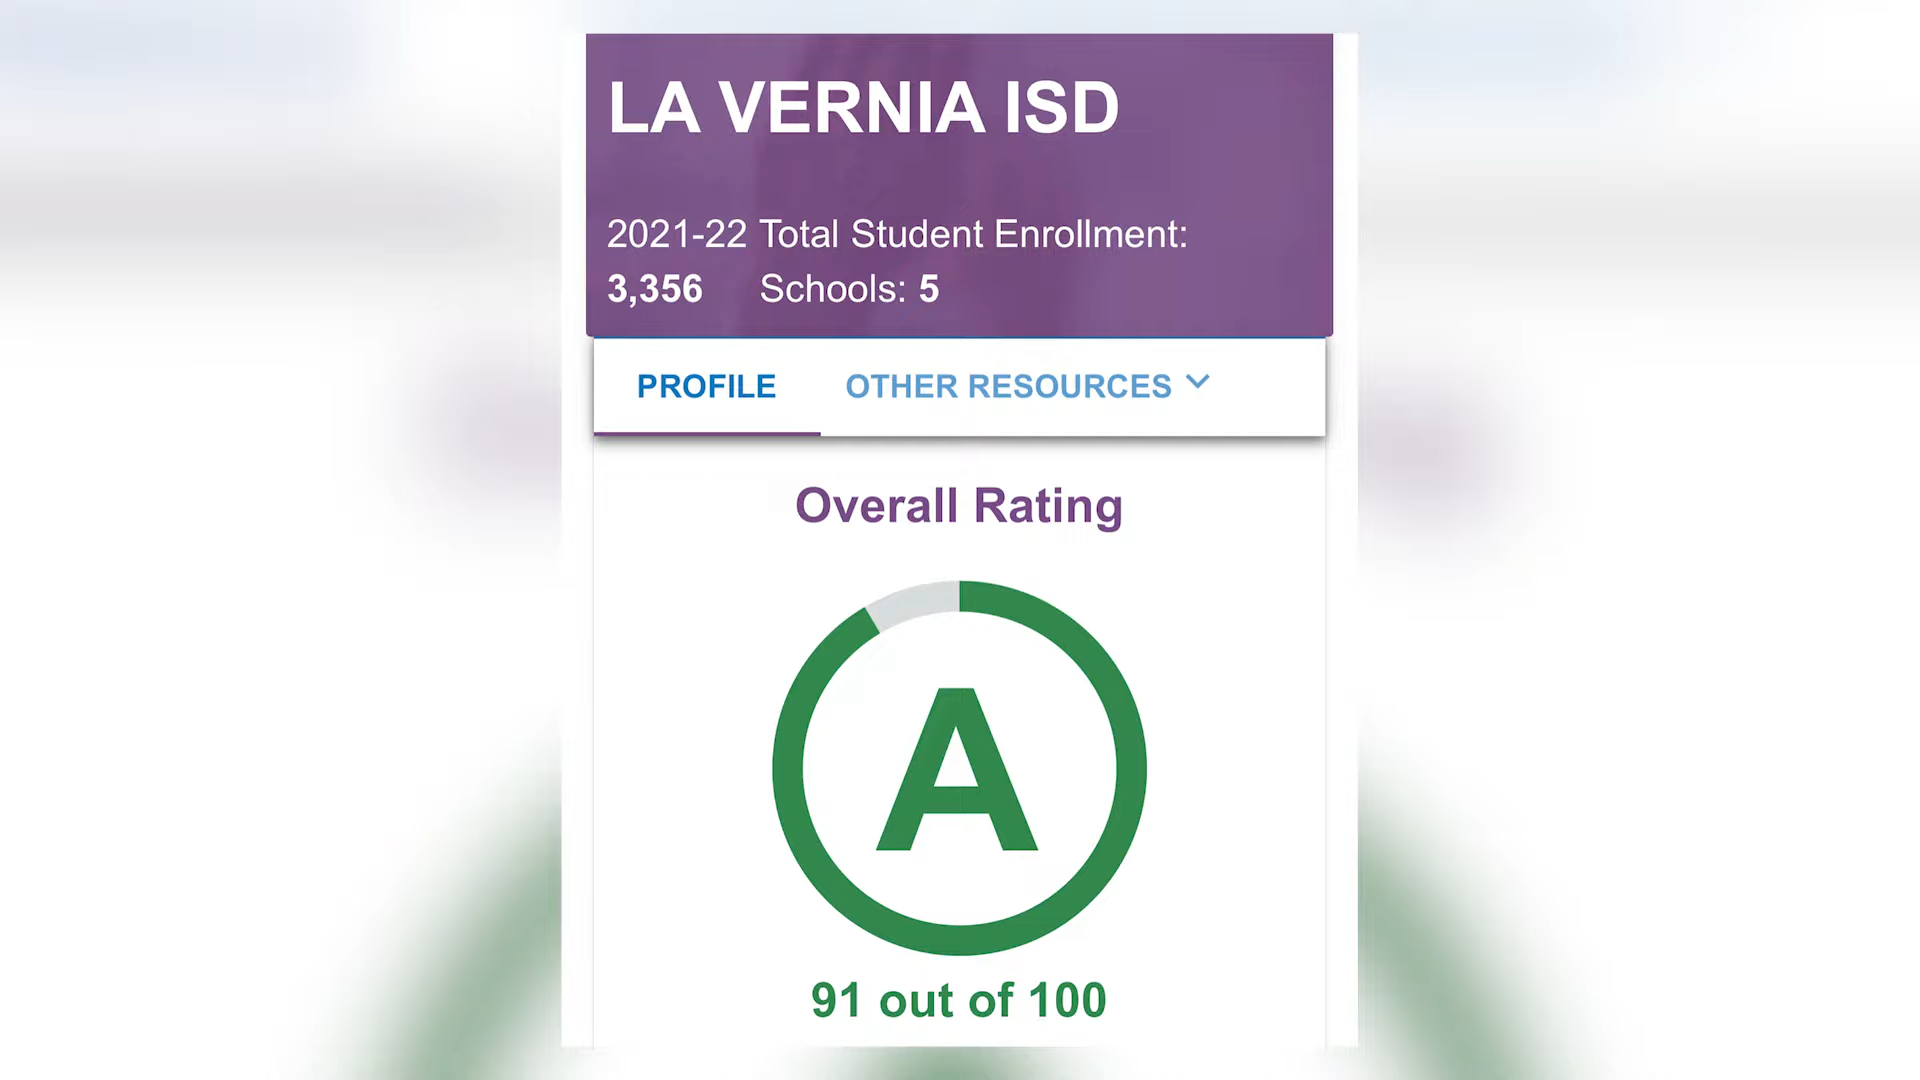 LA VERNIA ISD
2021-22 Total Student Enrollment:
3,356 Schools: 5
PROFILE OTHER RESOURCES
Overall Rating
A
91 out of 100